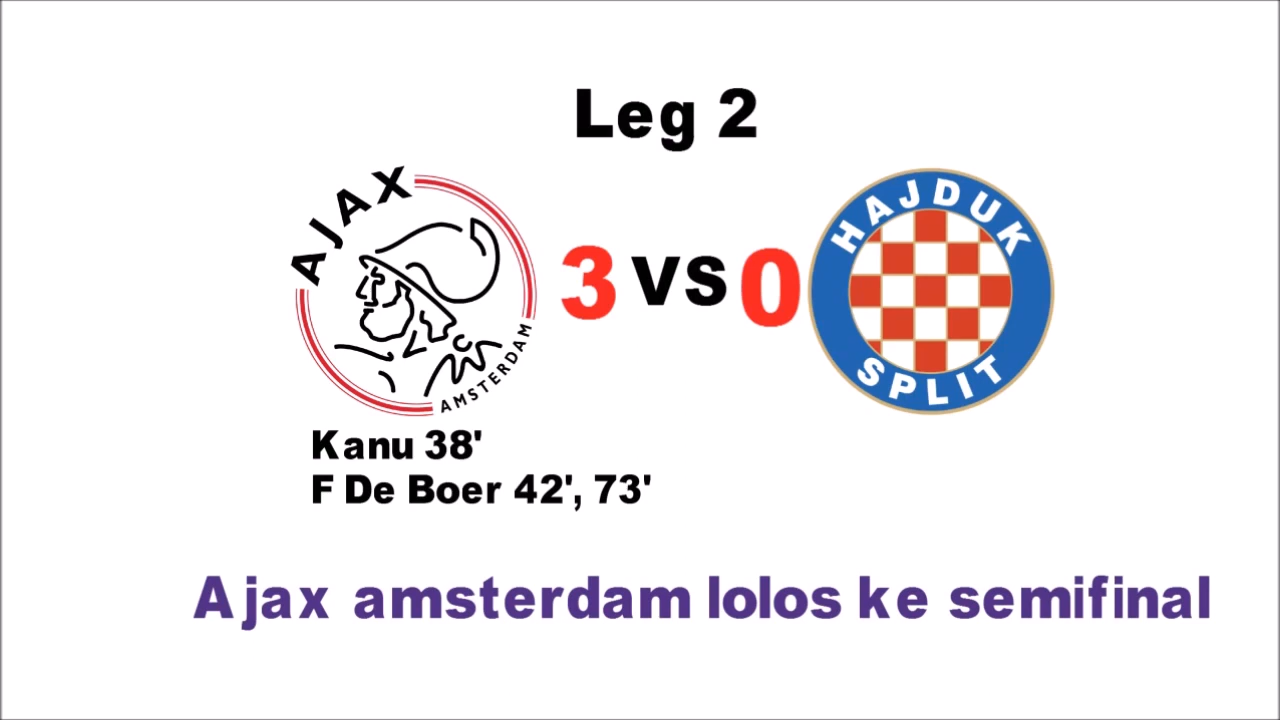 Leg 2
AJAX
AMSTERDAM
3 vs 0
HAJDUK
SPLIT
Kanu 38'
F De Boer 42', 73'
Ajax amsterdam lolos ke semifinal